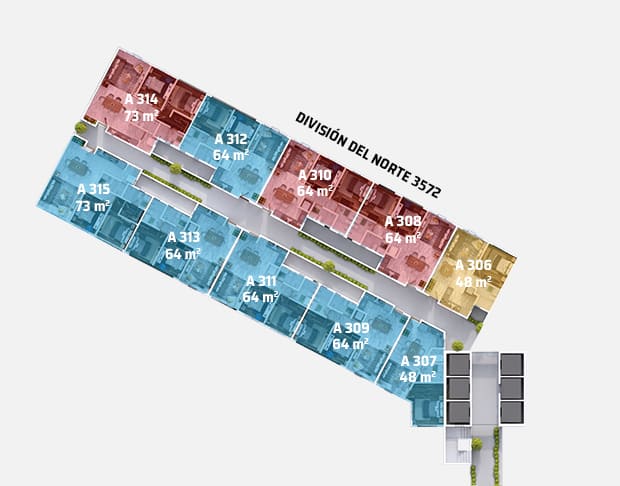 DIVISIÓN DEL NORTE 3572
A 314
73 m²
A 312
64 m²
A 310
64 m²
A 308
64 m²
A 306
48 m²
A 315
73 m²
A 313
64 m²
A 311
64 m²
A 309
64 m²
A 307
48 m²